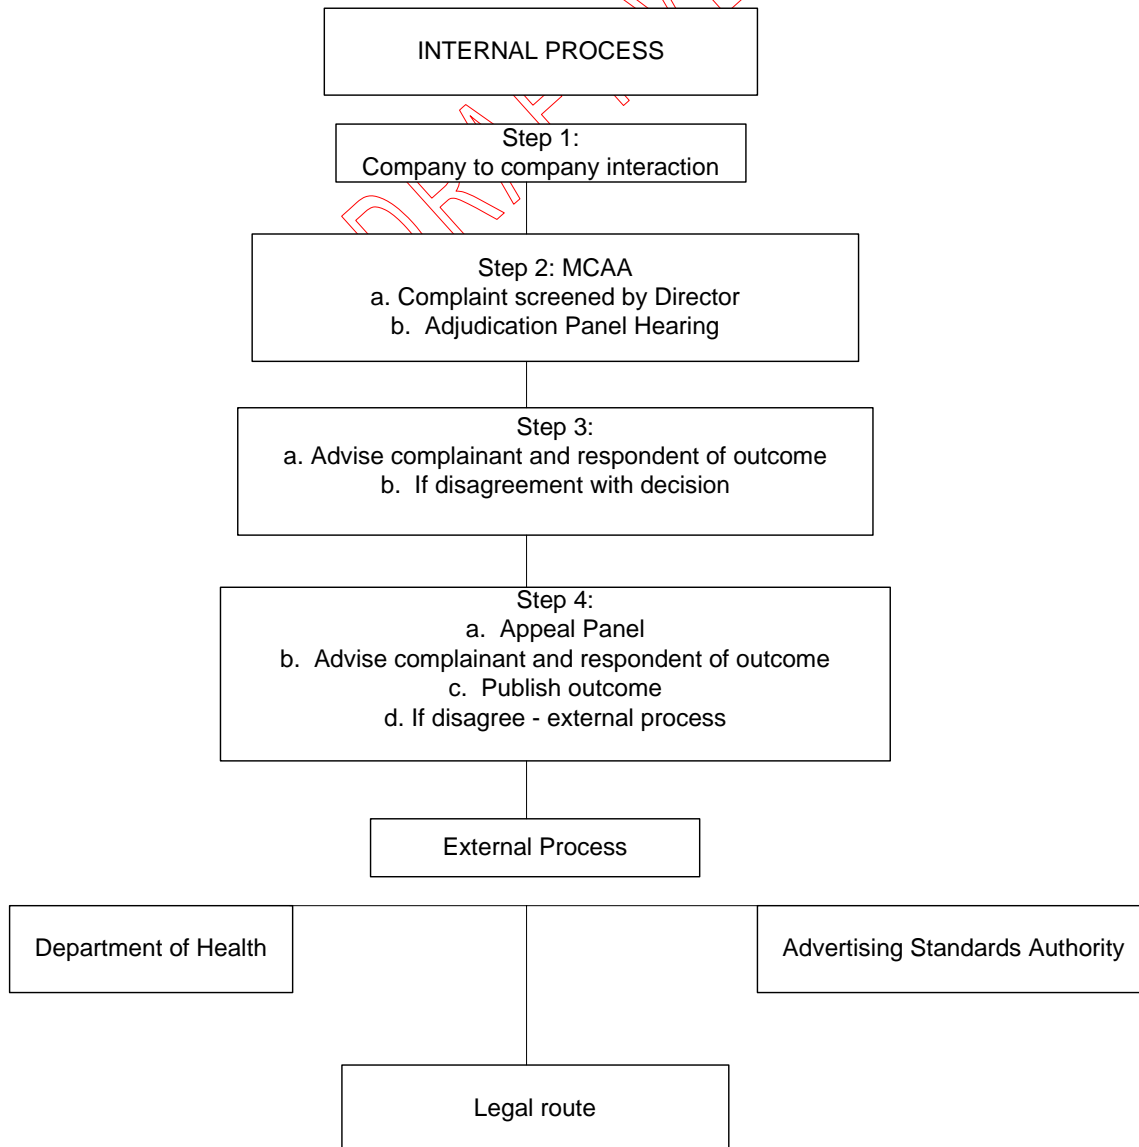 INTERNAL PROCESS
Step 1:
Company to company interaction
Step 2: MCAA
a. Complaint screened by Director
b. Adjudication Panel Hearing
Step 3:
a. Advise complainant and respondent of outcome
b. If disagreement with decision
Step 4:
a. Appeal Panel
b. Advise complainant and respondent of outcome
c. Publish outcome
d. If disagree - external process
External Process
Department of Health
Advertising Standards Authority
Legal route